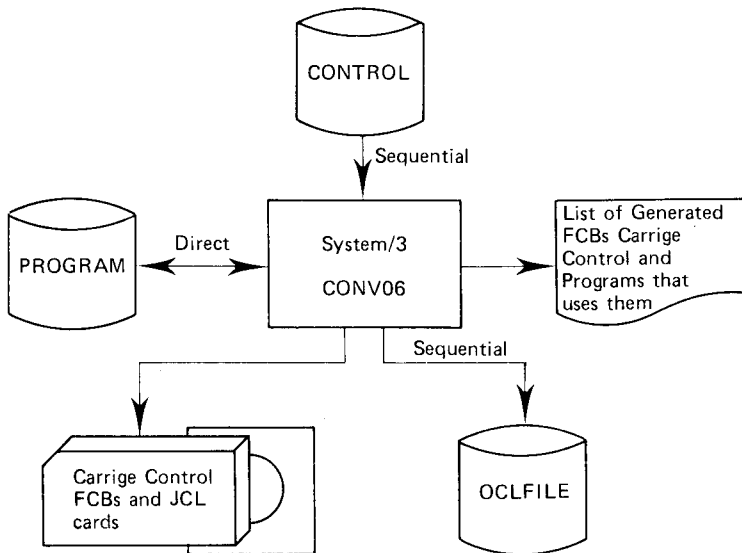 CONTROL
Sequential
PROGRAM
Direct
System/3
CONV06
List of Generated
FCBs Carrige
Control and
Programs that
uses them
Sequential
Carrige Control
FCBs and JCL
cards
OCLFILE